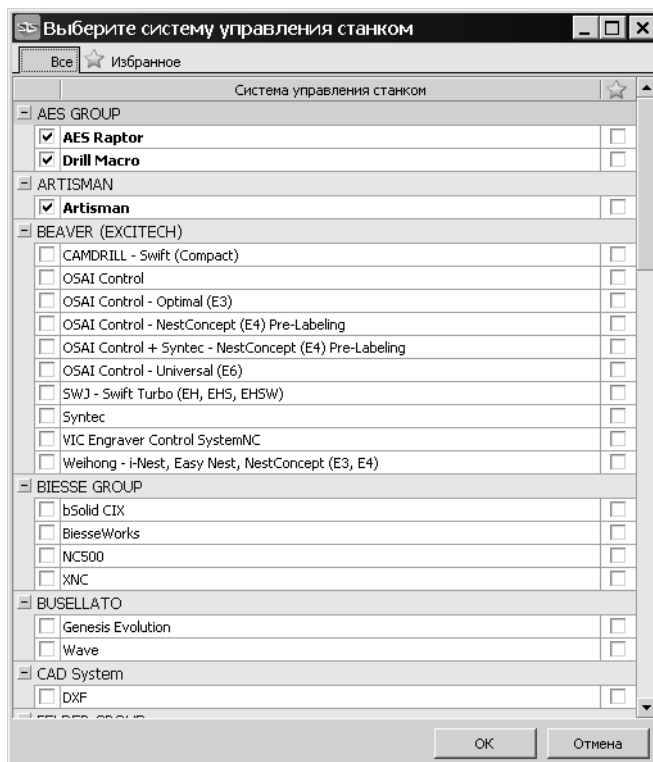 Выберите систему управления станком
Все Избранное
Система управления станком
AES GROUP
AES Raptor
Drill Macro
ARTISMAN
Artisman
BEAVER (EXCITECH)
CAMDRILL - Swift (Compact)
OSAI Control
OSAI Control - Optimal (E3)
OSAI Control - NestConcept (E4) Pre-Labeling
OSAI Control + Syntec - NestConcept (E4) Pre-Labeling
OSAI Control - Universal (E6)
SWJ - Swift Turbo (EH, EHS, EHSW)
Syntec
VIC Engraver Control SystemNC
Weihong - i-Nest, Easy Nest, NestConcept (E3, E4)
BIESSE GROUP
bSolid CIX
BiesseWorks
NC500
XNC
BUSELLATO
Genesis Evolution
Wave
CAD System
DXF
ОК Отмена